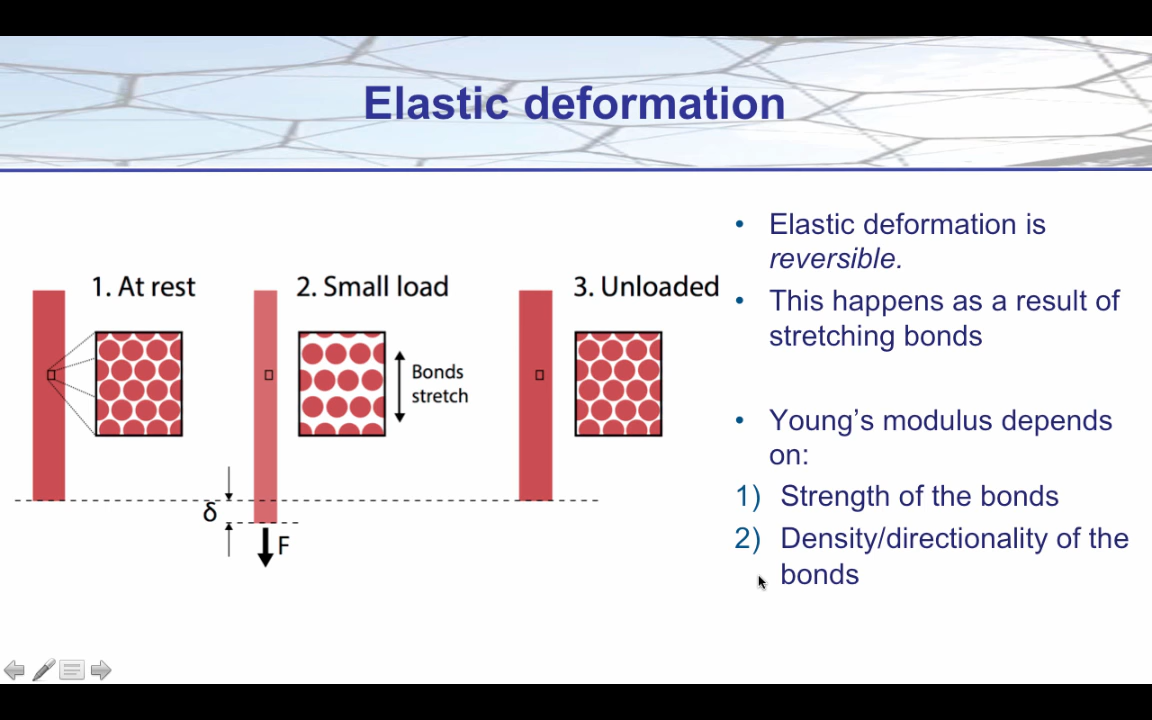 Elastic deformation
1. At rest
2. Small load
3. Unloaded
Bonds
stretch
δ
F
• Elastic deformation is
reversible.
• This happens as a result of
stretching bonds
• Young’s modulus depends
on:
1) Strength of the bonds
2) Density/directionality of the
bonds